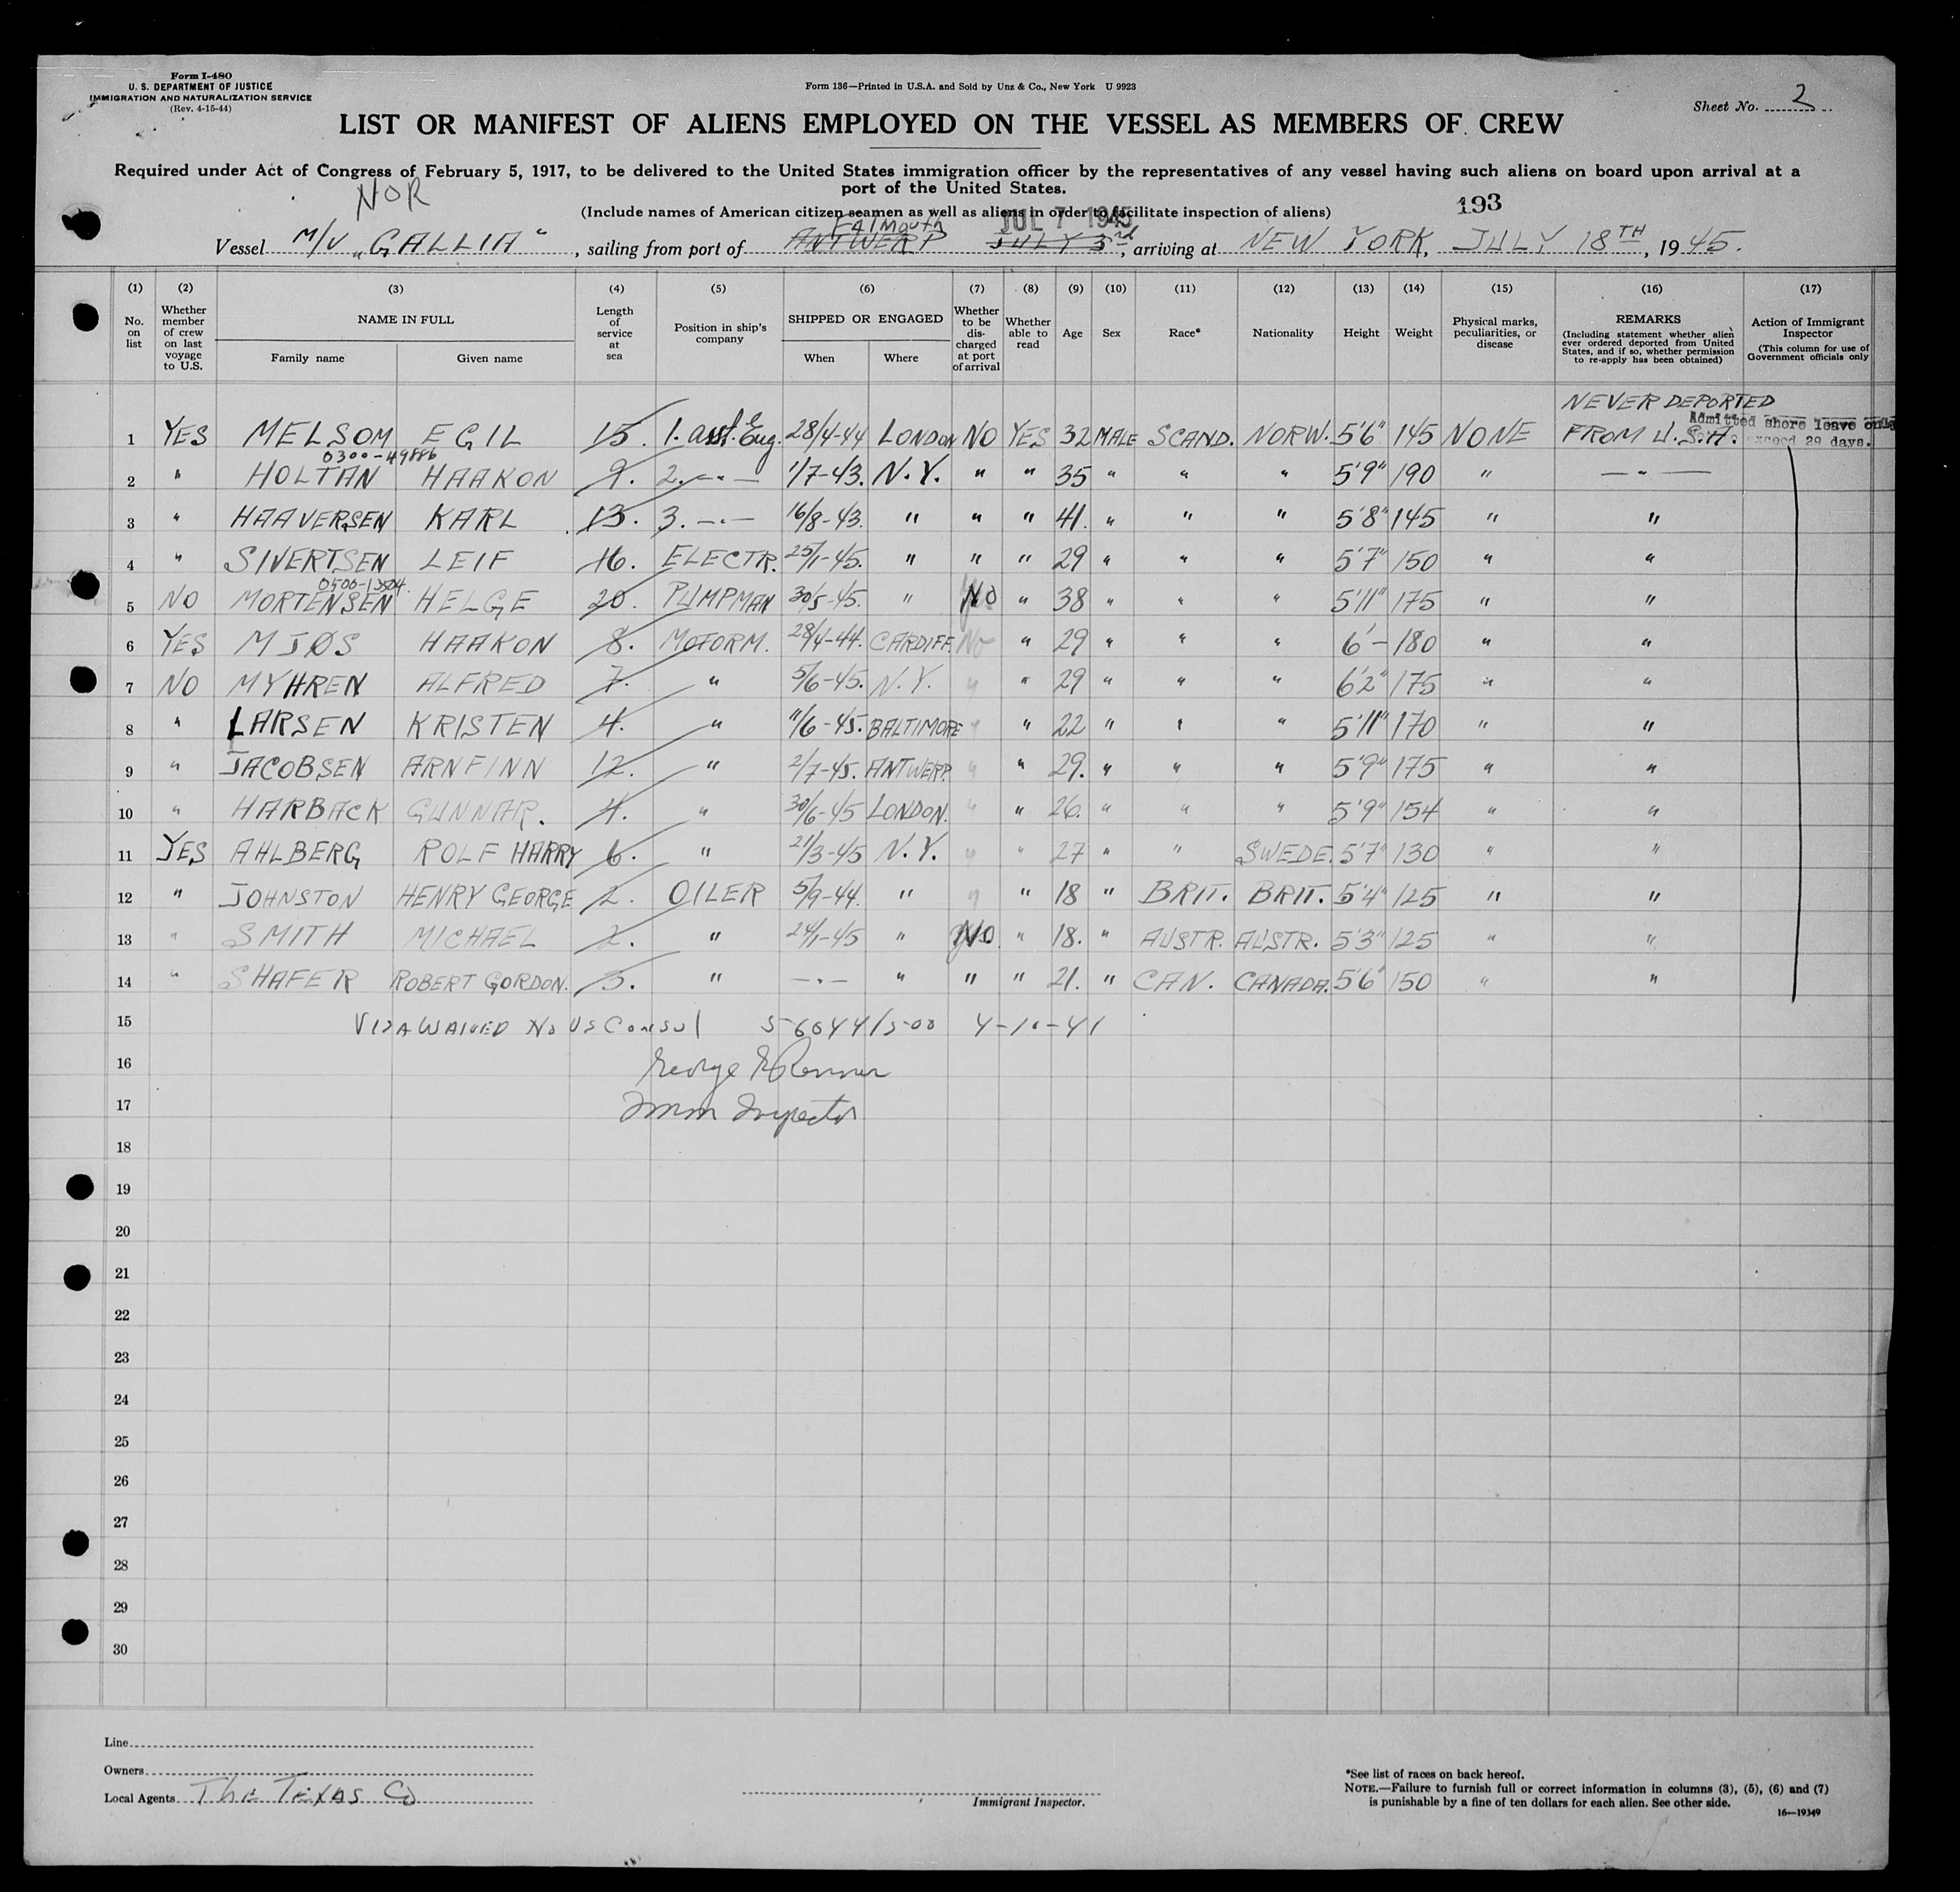 Form I-480
U. S. DEPARTMENT OF JUSTICE
IMMIGRATION AND NATURALIZATION SERVICE
(Rev. 4-15-44)
Form 136—Printed in U.S.A. and Sold by Unz & Co., New York U 9923
Sheet No. 2
LIST OR MANIFEST OF ALIENS EMPLOYED ON THE VESSEL AS MEMBERS OF CREW
Required under Act of Congress of February 5, 1917, to be delivered to the United States immigration officer by the representatives of any vessel having such aliens on board upon arrival at a
port of the United States.
NOR
(Include names of American citizen seamen as well as aliens in order to facilitate inspection of aliens)
193
Falmouth JUL 7 1945
Vessel M/V „GALLIA", sailing from port of ANTWERP JULY 3rd, arriving at NEW YORK, JULY 18TH, 1945.
(1) (2) (3) (4) (5) (6) (7) (8) (9) (10) (11) (12) (13) (14) (15) (16) (17)
No. on list
Whether member of crew on last voyage to U.S.
NAME IN FULL
Family name Given name
Length of service at sea
Position in ship's company
SHIPPED OR ENGAGED
When Where
Whether to be discharged at port of arrival
Whether able to read
Age
Sex
Race*
Nationality
Height
Weight
Physical marks, peculiarities, or disease
REMARKS
(Including statement whether alien ever ordered deported from United States, and if so, whether permission to re-apply has been obtained)
Action of Immigrant Inspector
(This column for use of Government officials only
NEVER DEPORTED
Admitted shore leave only
1 YES MELSOM EGIL 15. 1. asst. Eng. 28/4-44 LONDON NO YES 32 MALE SCAND. NORW. 5'6" 145 NONE FROM U.S.A. exceed 29 days.
0300-49886
2 " HOLTAN HAAKON 9. 2. —"— 1/7-43. N.Y. " " 35 " " " 5'9" 190 " —"—
3 " HAAVERSEN KARL 13. 3. —"— 16/8-43. " " " 41. " " " 5'8" 145 " "
4 " SIVERTSEN LEIF 16. ELECTR. 25/1-45. " " " 29 " " " 5'7" 150 " "
0500-13504
5 NO MORTENSEN HELGE 20. PUMPMAN 30/5-45. " No " 38 " " " 5'11" 175 " "
6 YES MJØS HAAKON 8. MOTORM. 28/4-44. CARDIFF. No " 29 " " " 6'- 180 " "
7 NO MYHREN ALFRED 7. " 5/6-45. N.Y. " " 29 " " " 6'2" 175 " "
8 " LARSEN KRISTEN 4. " 11/6-45. BALTIMORE " " 22 " " " 5'11" 170 " "
9 " JACOBSEN ARNFINN 12. " 2/7-45. ANTWERP. " " 29. " " " 5'9" 175 " "
10 " HARBACK GUNNAR. 4. " 30/6-45 LONDON. " " 26. " " " 5'9" 154 " "
11 YES AHLBERG ROLF HARRY 6. " 21/3-45 N.Y. " " 27 " " SWEDE. 5'7" 130 " "
12 " JOHNSTON HENRY GEORGE 2. OILER 5/9-44. " " " 18 " BRIT. BRIT. 5'4" 125 " "
13 " SMITH MICHAEL 2. " 24/1-45 " No " 18. " AUSTR. AUSTR. 5'3" 125 " "
14 " SHAFER ROBERT GORDON. 3. " —"— " " " 21. " CAN. CANADA. 5'6" 150 " "
15 VISA WAIVED No US Consul 56044/500 4-10-41
16 George Renner
17 Imm Inspector
18
19
20
21
22
23
24
25
26
27
28
29
30
Line
Owners
Local Agents The Texas Co
Immigrant Inspector.
*See list of races on back hereof.
NOTE.—Failure to furnish full or correct information in columns (3), (5), (6) and (7)
is punishable by a fine of ten dollars for each alien. See other side.
16—19349